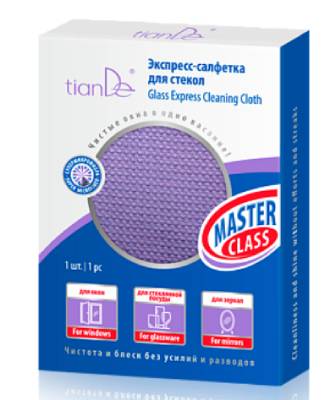 tianDe®
Экспресс-салфетка
для стекол
Glass Express Cleaning Cloth
Чистые окна в одно касание!
MASTER
CLASS
1 шт. | 1 pc
для окон
For windows
для стеклянной
посуды
For glassware
для зеркал
For mirrors
Чистота и блеск без усилий и разводов
Cleanliness and shine without efforts and streaks